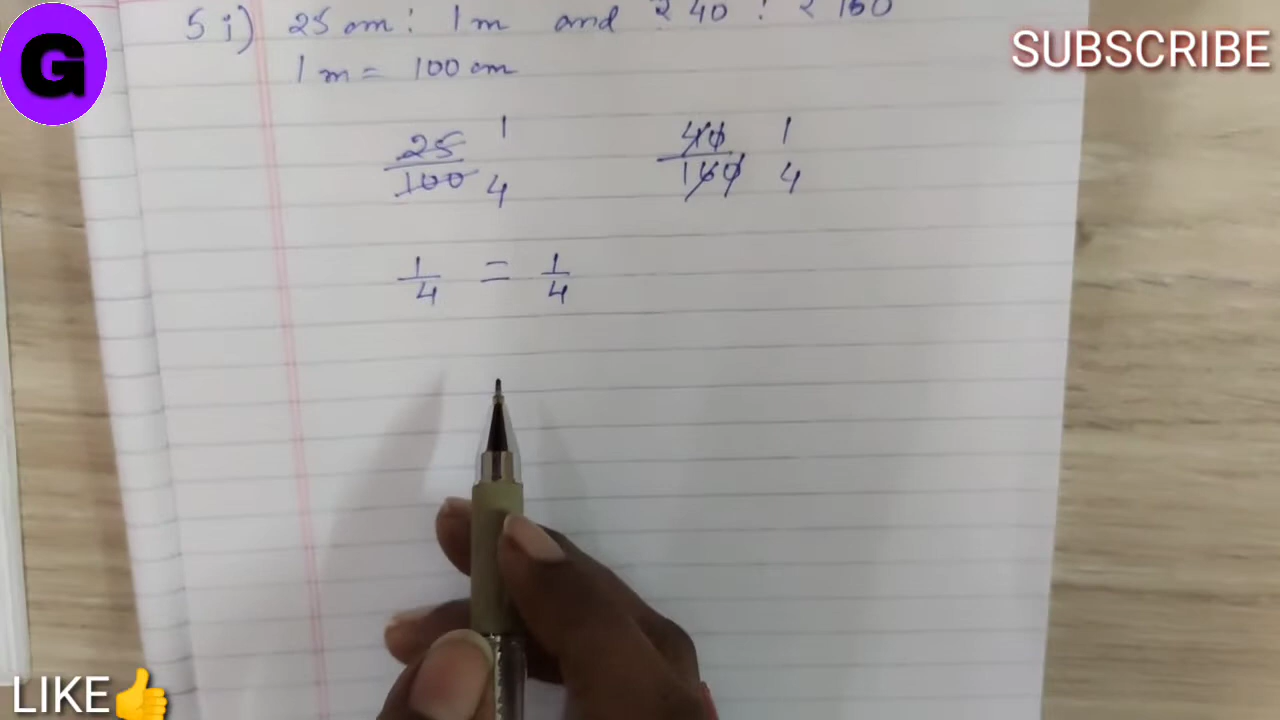 G
SUBSCRIBE
5 i) 25 cm : 1 m and ₹ 40 : ₹ 160
1 m = 100 cm
25 1 40 1
100 4 160 4
1 = 1
4 4
LIKE👍